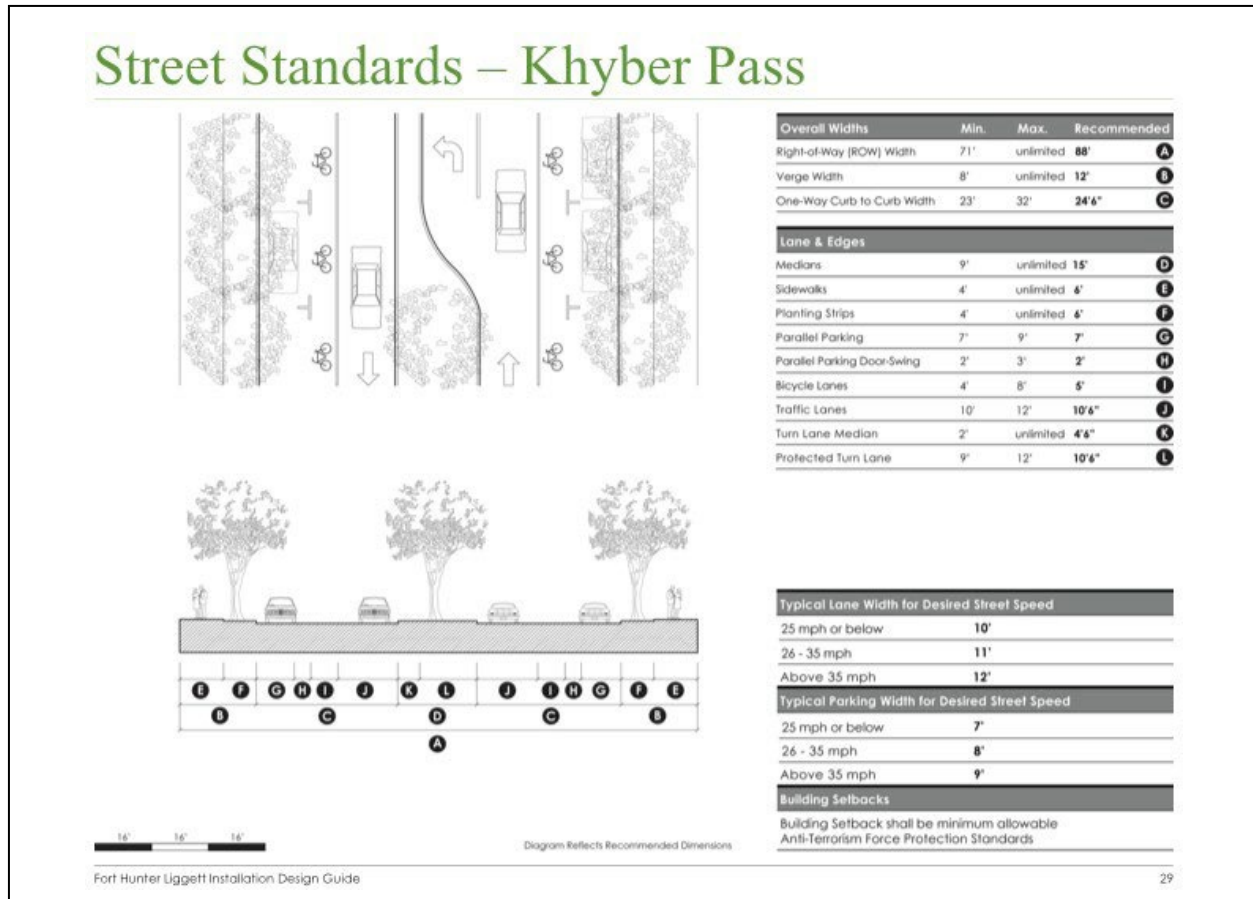 Street Standards – Khyber Pass
Overall Widths Min. Max. Recommended
Right-of-Way (ROW) Width 71' unlimited 88' A
Verge Width 8' unlimited 12' B
One-Way Curb to Curb Width 23' 32' 24'6" C
Lane & Edges
Medians 9' unlimited 15' D
Sidewalks 4' unlimited 6' E
Planting Strips 4' unlimited 6' F
Parallel Parking 7' 9' 7' G
Parallel Parking Door-Swing 2' 3' 2' H
Bicycle Lanes 4' 8' 5' I
Traffic Lanes 10' 12' 10'6" J
Turn Lane Median 2' unlimited 4'6" K
Protected Turn Lane 9' 12' 10'6" L
E F G H I J K L J I H G F E
B C D C B
A
Typical Lane Width for Desired Street Speed
25 mph or below 10'
26 - 35 mph 11'
Above 35 mph 12'
Typical Parking Width for Desired Street Speed
25 mph or below 7'
26 - 35 mph 8'
Above 35 mph 9'
Building Setbacks
Building Setback shall be minimum allowable
Anti-Terrorism Force Protection Standards
16' 16' 16'
Diagram Reflects Recommended Dimensions
Fort Hunter Liggett Installation Design Guide 29